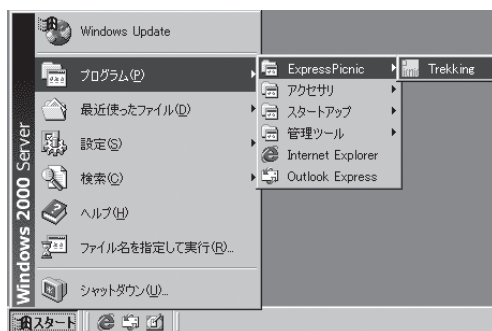 Windows Update
プログラム(P)
最近使ったファイル(D)
設定(S)
検索(C)
ヘルプ(H)
ファイル名を指定して実行(R)...
シャットダウン(U)...
Windows 2000 Server
ExpressPicnic
アクセサリ
スタートアップ
管理ツール
Internet Explorer
Outlook Express
Trekking
スタート